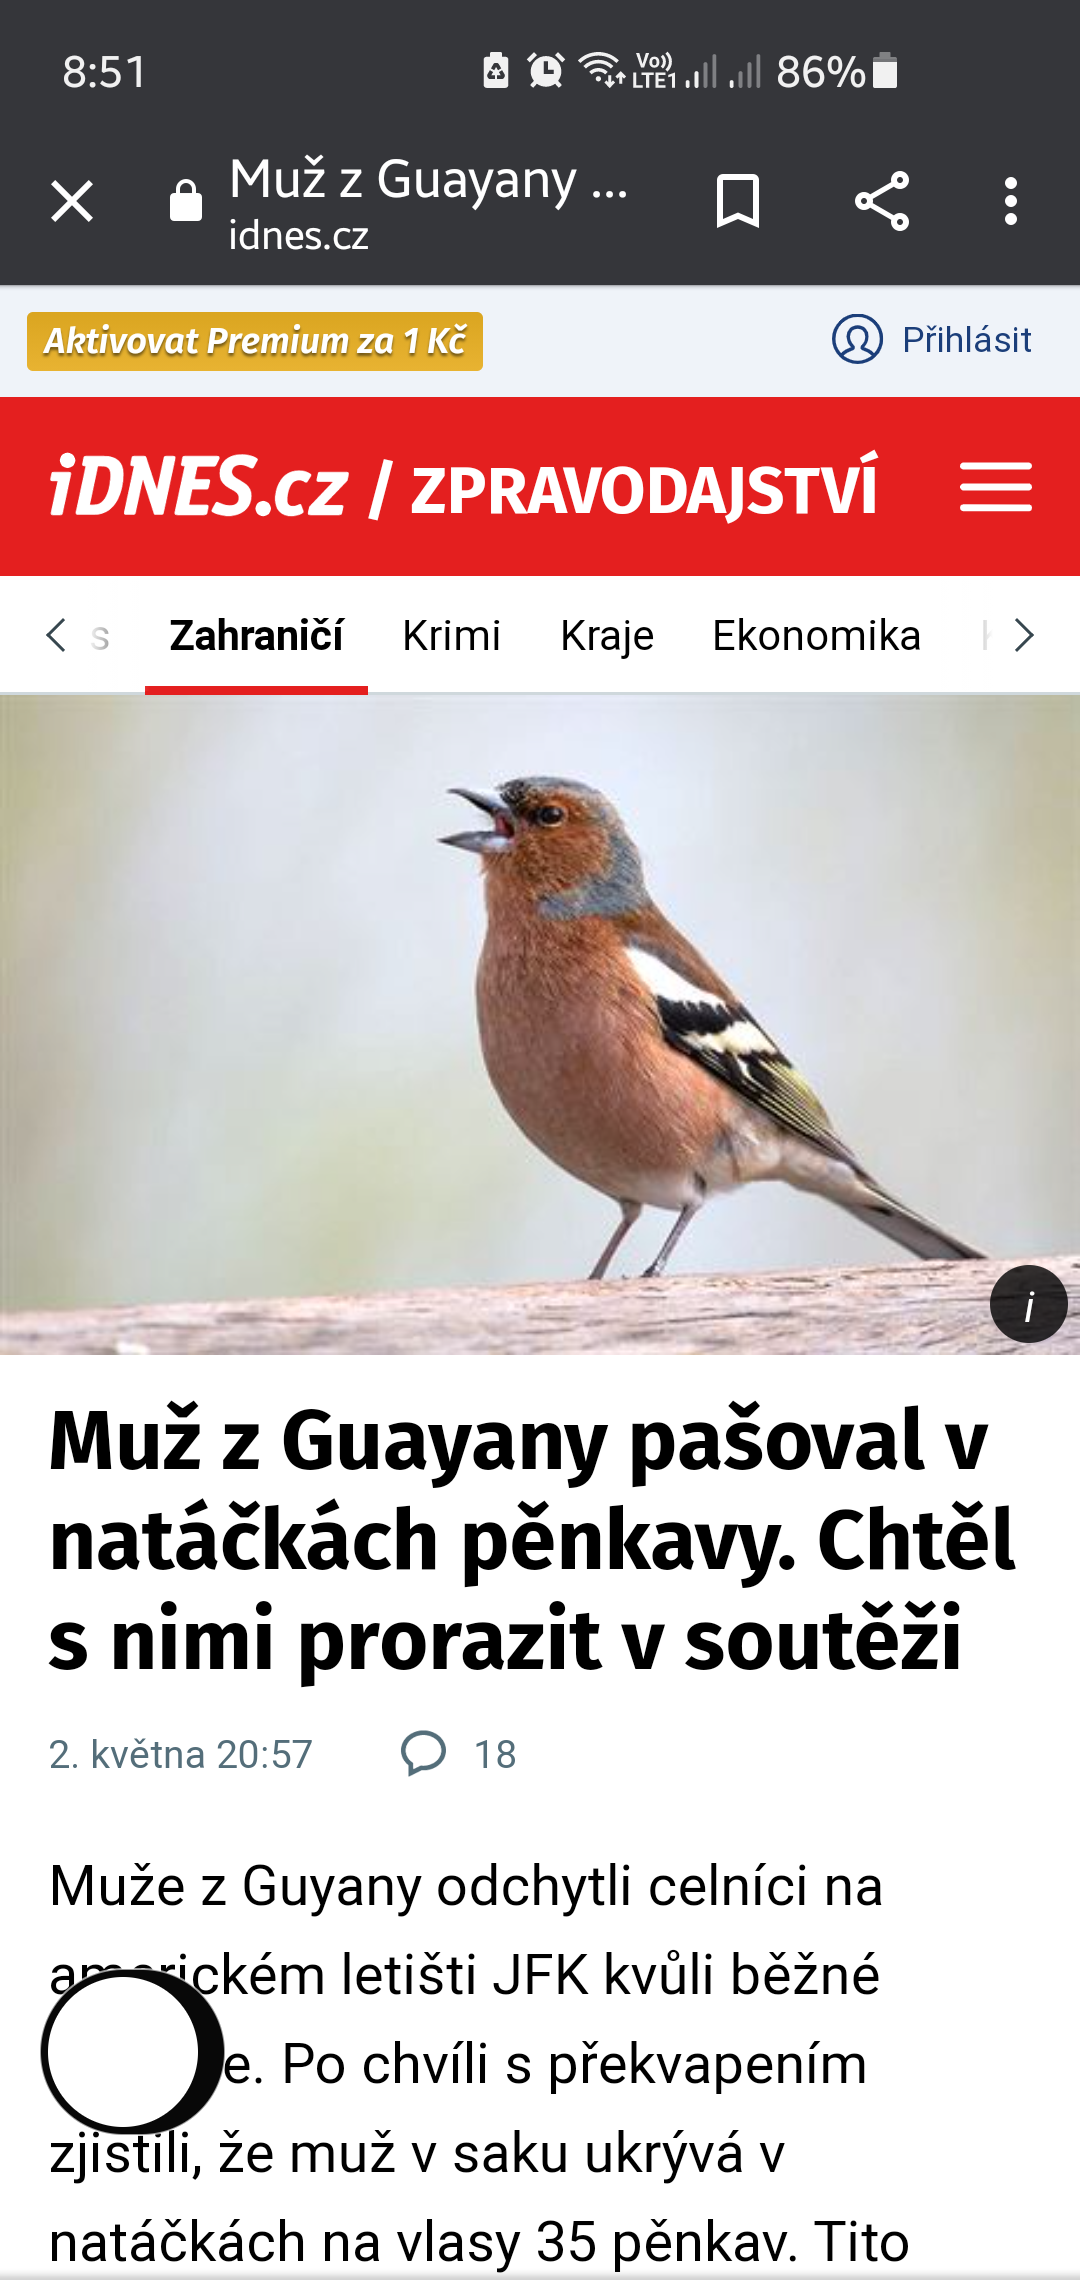 8:51
Vo)) LTE1 86%
Muž z Guayany ...
idnes.cz
Aktivovat Premium za 1 Kč
Přihlásit
iDNES.cz / ZPRAVODAJSTVÍ
s Zahraničí Krimi Kraje Ekonomika
i
Muž z Guayany pašoval v
natáčkách pěnkavy. Chtěl
s nimi prorazit v soutěži
2. května 20:57 18
Muže z Guyany odchytli celníci na
americkém letišti JFK kvůli běžné
e. Po chvíli s překvapením
zjistili, že muž v saku ukrývá v
natáčkách na vlasy 35 pěnkav. Tito